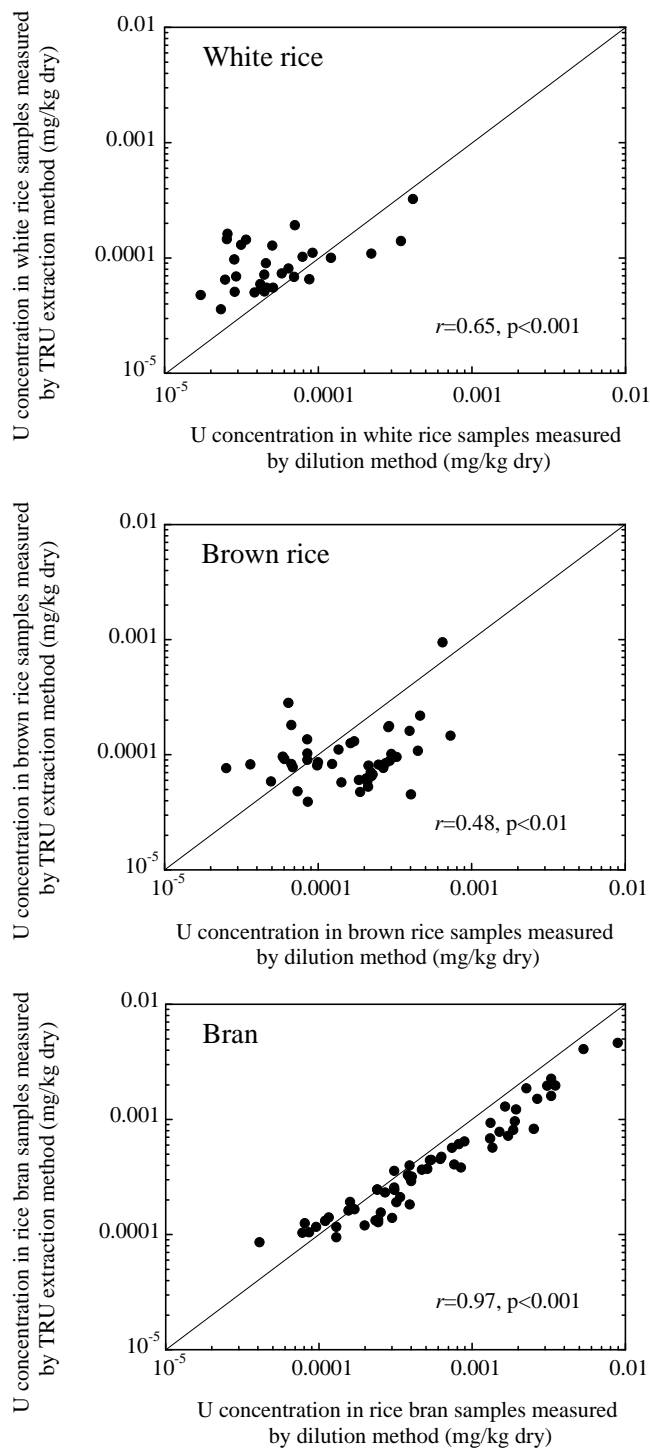 U concentration in white rice samples measured
by TRU extraction method (mg/kg dry)
0.01
0.001
0.0001
10-5
White rice
r=0.65, p<0.001
10-5
0.0001
0.001
0.01
U concentration in white rice samples measured
by dilution method (mg/kg dry)
U concentration in brown rice samples measured
by TRU extraction method (mg/kg dry)
0.01
0.001
0.0001
10-5
Brown rice
r=0.48, p<0.01
10-5
0.0001
0.001
0.01
U concentration in brown rice samples measured
by dilution method (mg/kg dry)
U concentration in rice bran samples measured
by TRU extraction method (mg/kg dry)
0.01
0.001
0.0001
10-5
Bran
r=0.97, p<0.001
10-5
0.0001
0.001
0.01
U concentration in rice bran samples measured
by dilution method (mg/kg dry)